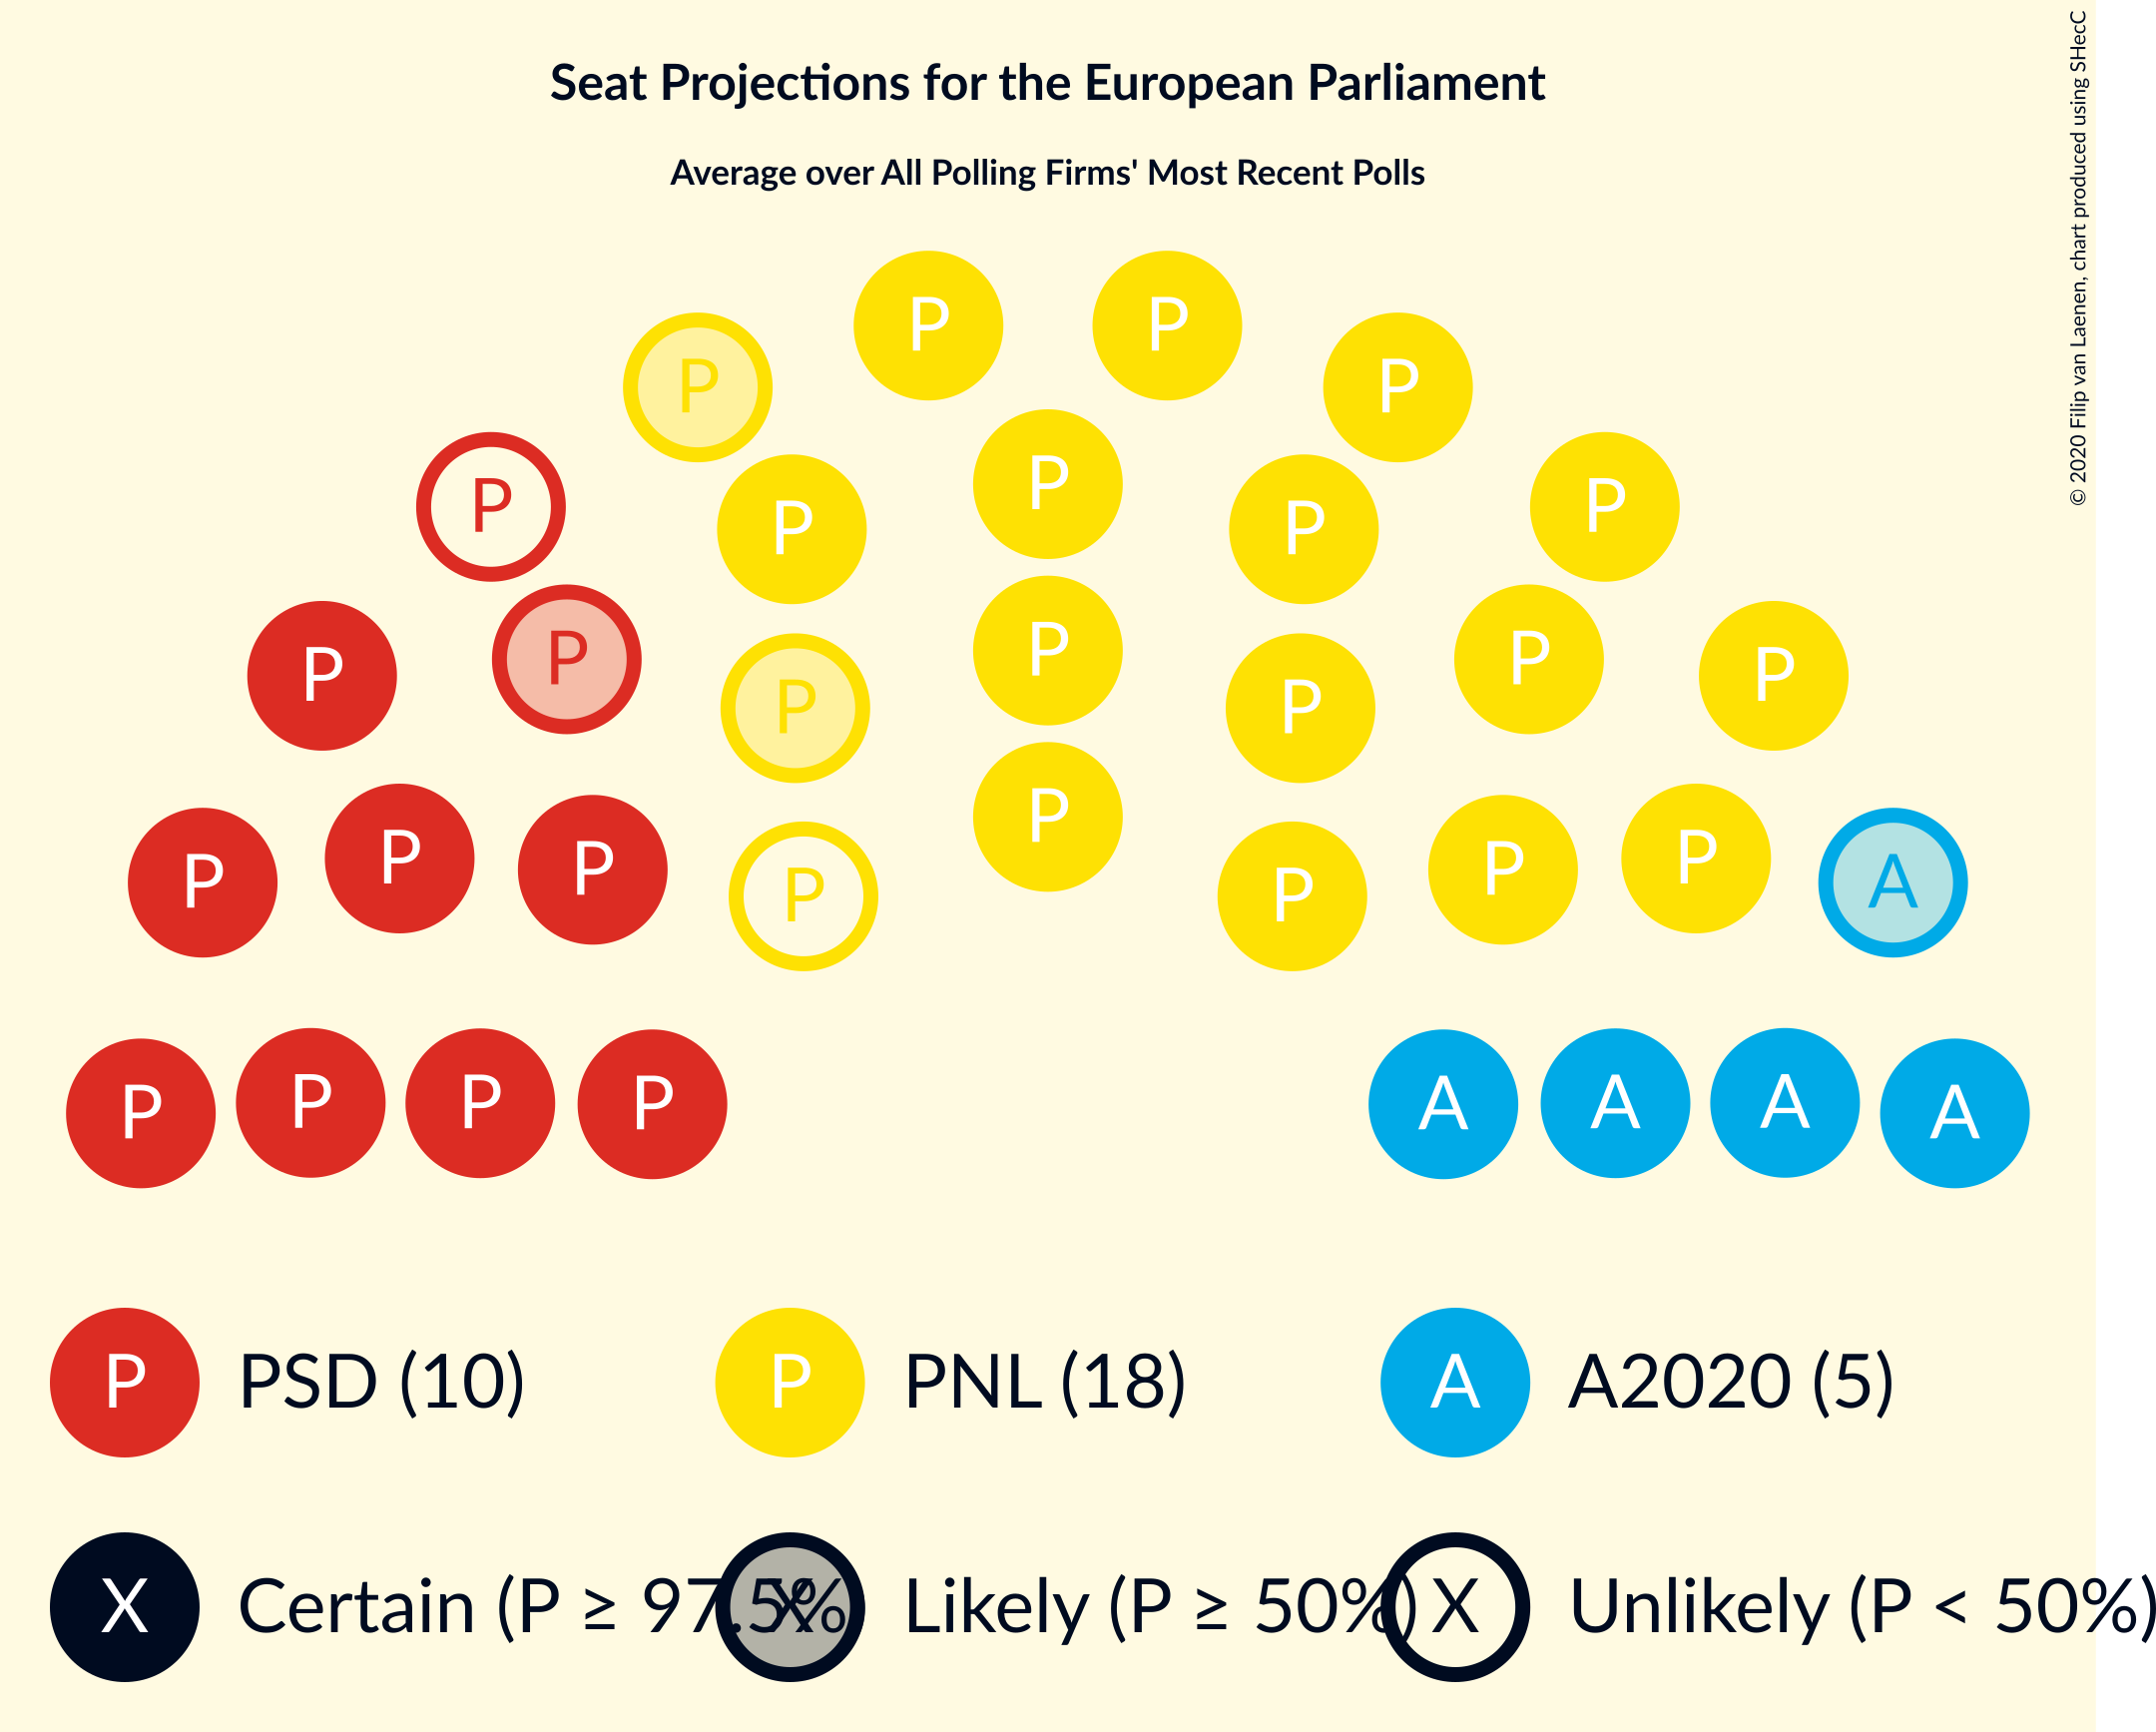 Seat Projections for the European Parliament
Average over All Polling Firms' Most Recent Polls
© 2020 Filip van Laenen, chart produced using SHecC
P P
P P
P
P P
P P P
P
P P
P P
P P
P P
P P P P P P A
P P
P P P P A A A A
P PSD (10) P PNL (18) A A2020 (5)
X Certain (P ≥ 97.5% X Likely (P ≥ 50%) X Unlikely (P < 50%)